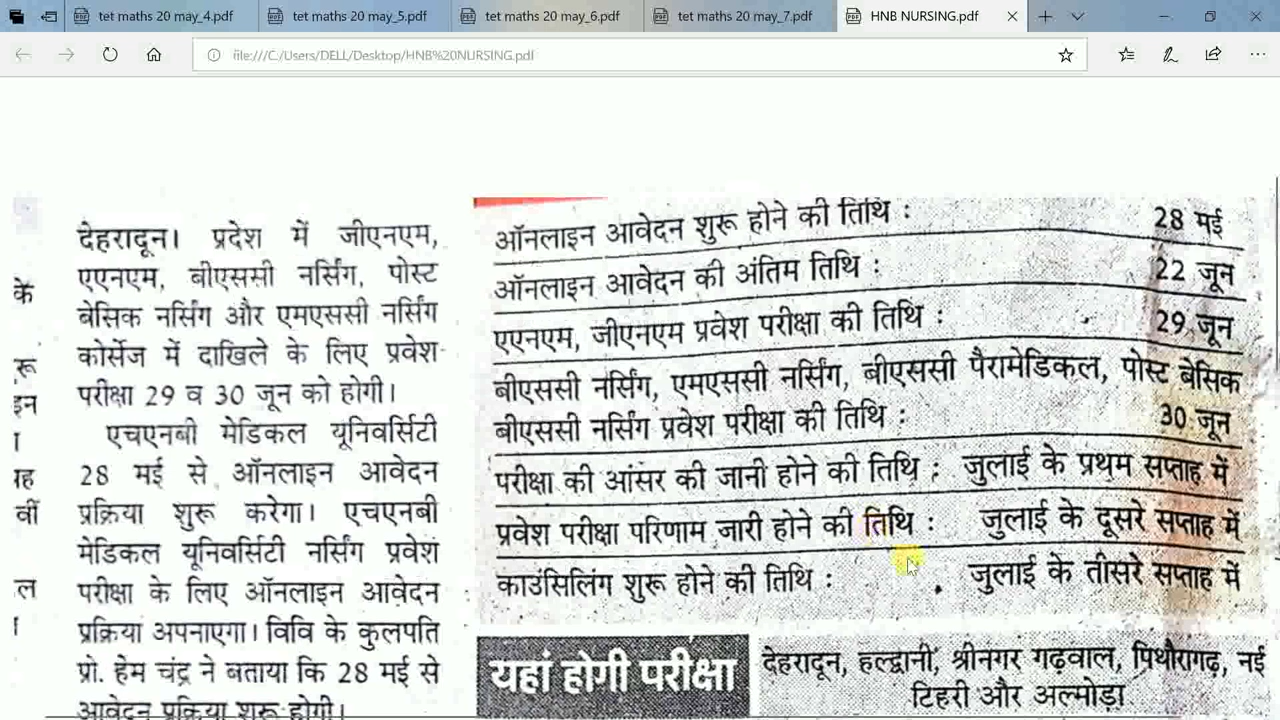 tet maths 20 may_4.pdf
tet maths 20 may_5.pdf
tet maths 20 may_6.pdf
tet maths 20 may_7.pdf
HNB NURSING.pdf
file:///C:/Users/DELL/Desktop/HNB%20NURSING.pdf
के
रू
इन
ा
ाह
वीं
ल
ा
देहरादून। प्रदेश में जीएनएम,
एएनएम, बीएससी नर्सिंग, पोस्ट
बेसिक नर्सिंग और एमएससी नर्सिंग
कोर्सेज में दाखिले के लिए प्रवेश
परीक्षा 29 व 30 जून को होगी।
एचएनबी मेडिकल यूनिवर्सिटी
28 मई से ऑनलाइन आवेदन
प्रक्रिया शुरू करेगा। एचएनबी
मेडिकल यूनिवर्सिटी नर्सिंग प्रवेश
परीक्षा के लिए ऑनलाइन आवेदन
प्रक्रिया अपनाएगा। विवि के कुलपति
प्रो. हेम चंद्र ने बताया कि 28 मई से
आवेदन प्रक्रिया शुरू होगी।
ऑनलाइन आवेदन शुरू होने की तिथि : 28 मई
ऑनलाइन आवेदन की अंतिम तिथि : 22 जून
एएनएम, जीएनएम प्रवेश परीक्षा की तिथि : 29 जून
बीएससी नर्सिंग, एमएससी नर्सिंग, बीएससी पैरामेडिकल, पोस्ट बेसिक
बीएससी नर्सिंग प्रवेश परीक्षा की तिथि : 30 जून
परीक्षा की आंसर की जानी होने की तिथि : जुलाई के प्रथम सप्ताह में
प्रवेश परीक्षा परिणाम जारी होने की तिथि : जुलाई के दूसरे सप्ताह में
काउंसिलिंग शुरू होने की तिथि : जुलाई के तीसरे सप्ताह में
यहां होगी परीक्षा
देहरादून, हल्द्वानी, श्रीनगर गढ़वाल, पिथौरागढ़, नई
टिहरी और अल्मोड़ा